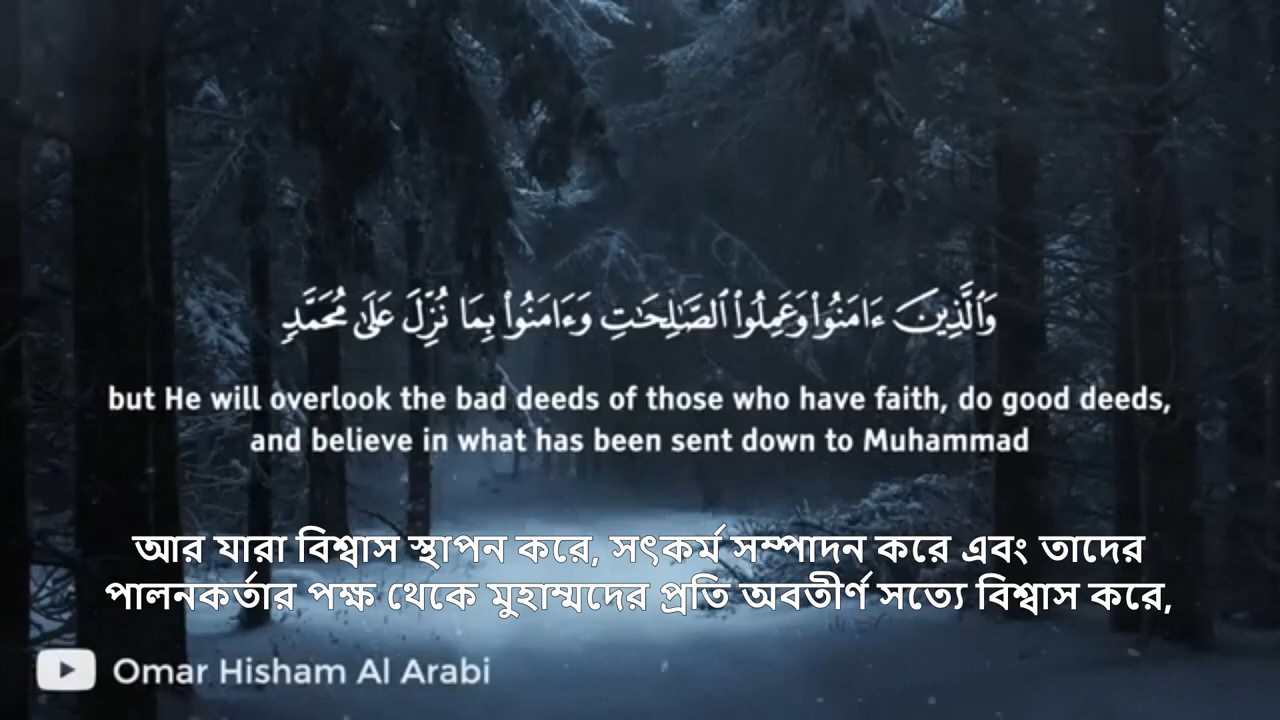 وَٱلَّذِينَ ءَامَنُوا۟ وَعَمِلُوا۟ ٱلصَّـٰلِحَـٰتِ وَءَامَنُوا۟ بِمَا نُزِّلَ عَلَىٰ مُحَمَّدٍ
but He will overlook the bad deeds of those who have faith, do good deeds,
and believe in what has been sent down to Muhammad
আর যারা বিশ্বাস স্থাপন করে, সৎকর্ম সম্পাদন করে এবং তাদের
পালনকর্তার পক্ষ থেকে মুহাম্মদের প্রতি অবতীর্ণ সত্যে বিশ্বাস করে,
Omar Hisham Al Arabi